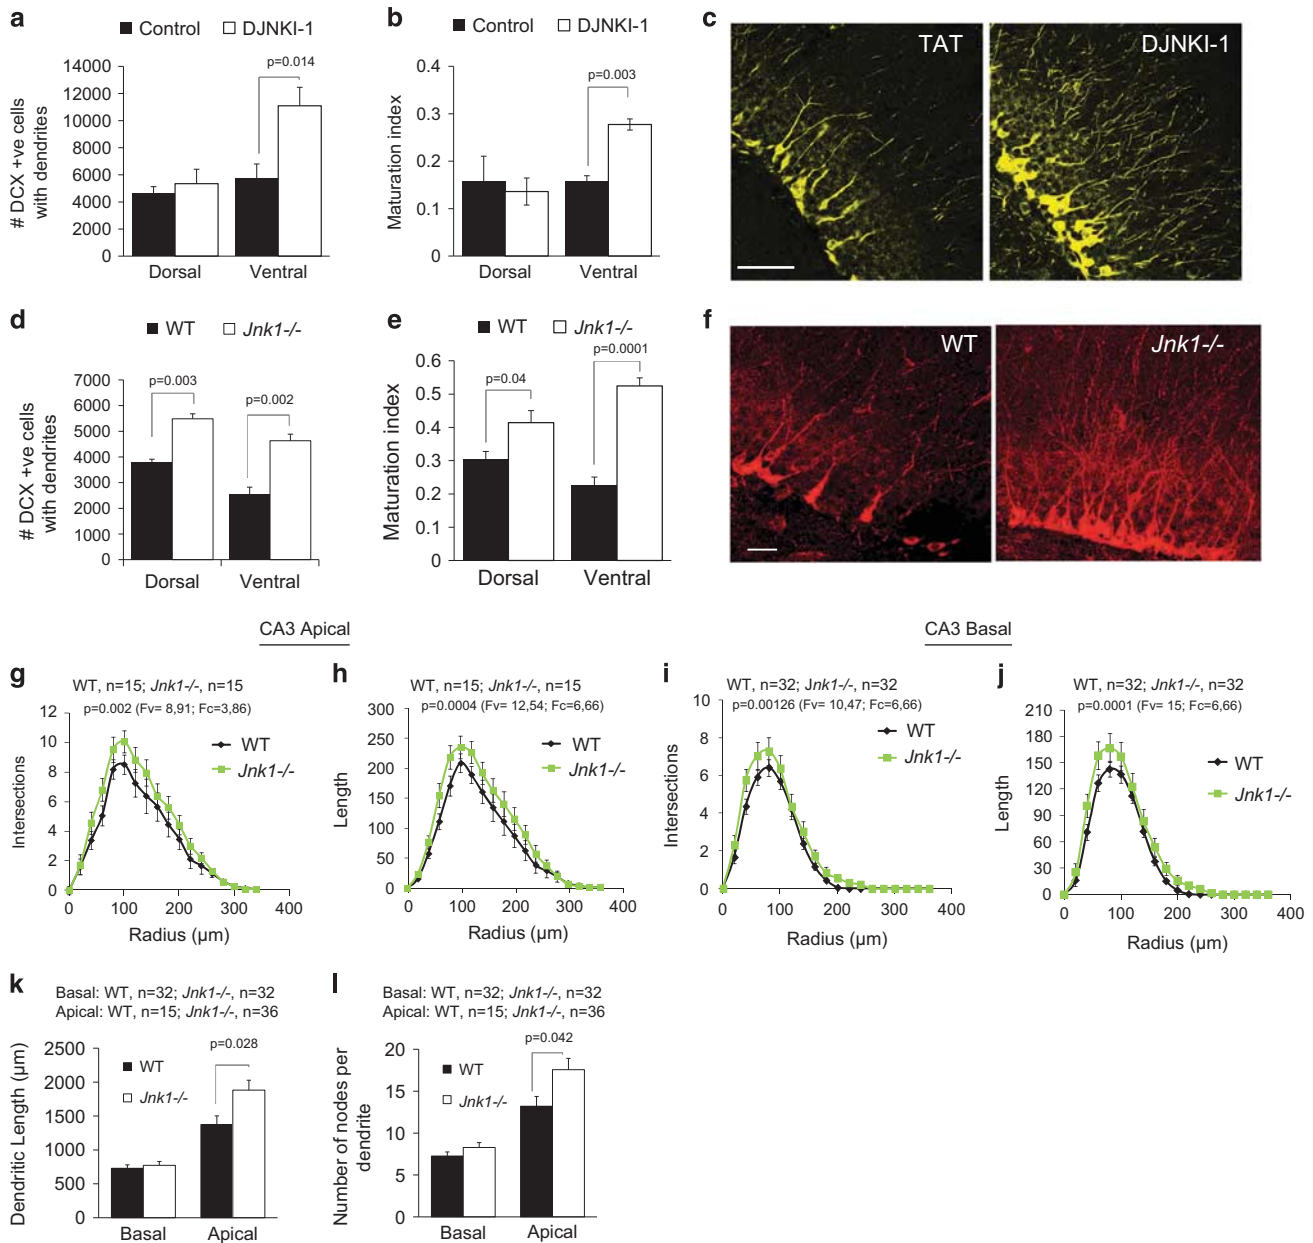 a
Control DJNKI-1
# DCX +ve cells
with dendrites
14000
12000
10000
8000
6000
4000
2000
0
p=0.014
Dorsal Ventral
b
Control DJNKI-1
Maturation index
0.4
0.3
0.2
0.1
0
p=0.003
Dorsal Ventral
c
TAT
DJNKI-1
d
WT Jnk1-/-
# DCX +ve cells
with dendrites
7000
6000
5000
4000
3000
2000
1000
0
p=0.003
p=0.002
Dorsal Ventral
e
WT Jnk1-/-
Maturation index
0.6
0.5
0.4
0.3
0.2
0.1
0
p=0.04
p=0.0001
Dorsal Ventral
f
WT
Jnk1-/-
CA3 Apical
CA3 Basal
g
WT, n=15; Jnk1-/-, n=15
p=0.002 (Fv= 8,91; Fc=3,86)
Intersections
12
10
8
6
4
2
0
WT
Jnk1-/-
0 100 200 300 400
Radius (µm)
h
WT, n=15; Jnk1-/-, n=15
p=0.0004 (Fv= 12,54; Fc=6,66)
Length
300
250
200
150
100
50
0
WT
Jnk1-/-
0 100 200 300 400
Radius (µm)
i
WT, n=32; Jnk1-/-, n=32
p=0.00126 (Fv= 10,47; Fc=6,66)
Intersections
10
8
6
4
2
0
WT
Jnk1-/-
0 100 200 300 400
Radius (µm)
j
WT, n=32; Jnk1-/-, n=32
p=0.0001 (Fv= 15; Fc=6,66)
Length
210
180
150
120
90
60
30
0
WT
Jnk1-/-
0 100 200 300 400
Radius (µm)
k
Basal: WT, n=32; Jnk1-/-, n=32
Apical: WT, n=15; Jnk1-/-, n=36
Dendritic Length (µm)
2500
2000
1500
1000
500
0
WT
Jnk1-/-
p=0.028
Basal Apical
l
Basal: WT, n=32; Jnk1-/-, n=32
Apical: WT, n=15; Jnk1-/-, n=36
Number of nodes per
dendrite
20
15
10
5
0
WT
Jnk1-/-
p=0.042
Basal Apical